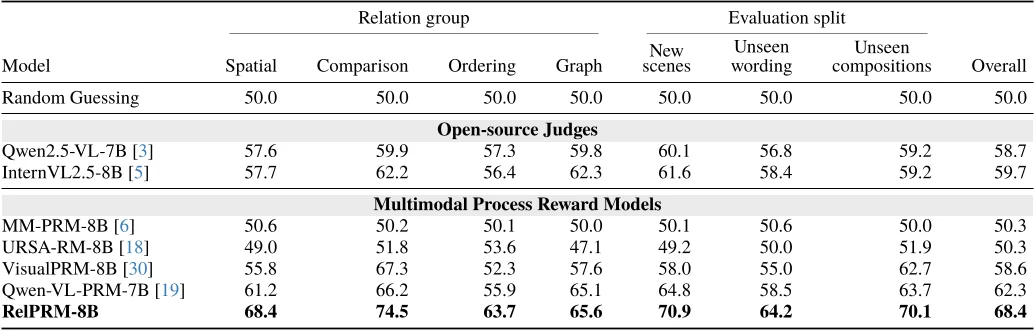 Relation group Evaluation split
Model Spatial Comparison Ordering Graph New scenes Unseen wording Unseen compositions Overall
Random Guessing 50.0 50.0 50.0 50.0 50.0 50.0 50.0 50.0
Open-source Judges
Qwen2.5-VL-7B [3] 57.6 59.9 57.3 59.8 60.1 56.8 59.2 58.7
InternVL2.5-8B [5] 57.7 62.2 56.4 62.3 61.6 58.4 59.2 59.7
Multimodal Process Reward Models
MM-PRM-8B [6] 50.6 50.2 50.1 50.0 50.1 50.6 50.0 50.3
URSA-RM-8B [18] 49.0 51.8 53.6 47.1 49.2 50.0 51.9 50.3
VisualPRM-8B [30] 55.8 67.3 52.3 57.6 58.0 55.0 62.7 58.6
Qwen-VL-PRM-7B [19] 61.2 66.2 55.9 65.1 64.8 58.5 63.7 62.3
RelPRM-8B 68.4 74.5 63.7 65.6 70.9 64.2 70.1 68.4